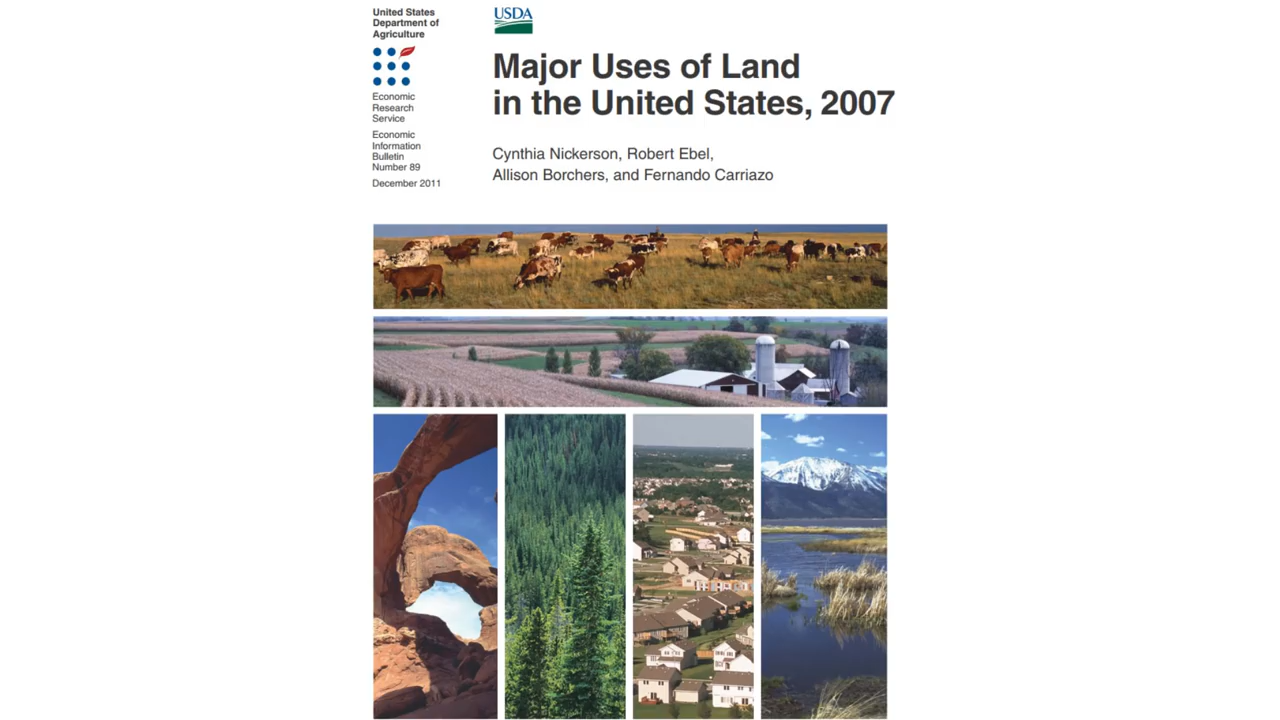 United States
Department of
Agriculture
Economic
Research
Service
Economic
Information
Bulletin
Number 89
December 2011
USDA
Major Uses of Land
in the United States, 2007
Cynthia Nickerson, Robert Ebel,
Allison Borchers, and Fernando Carriazo